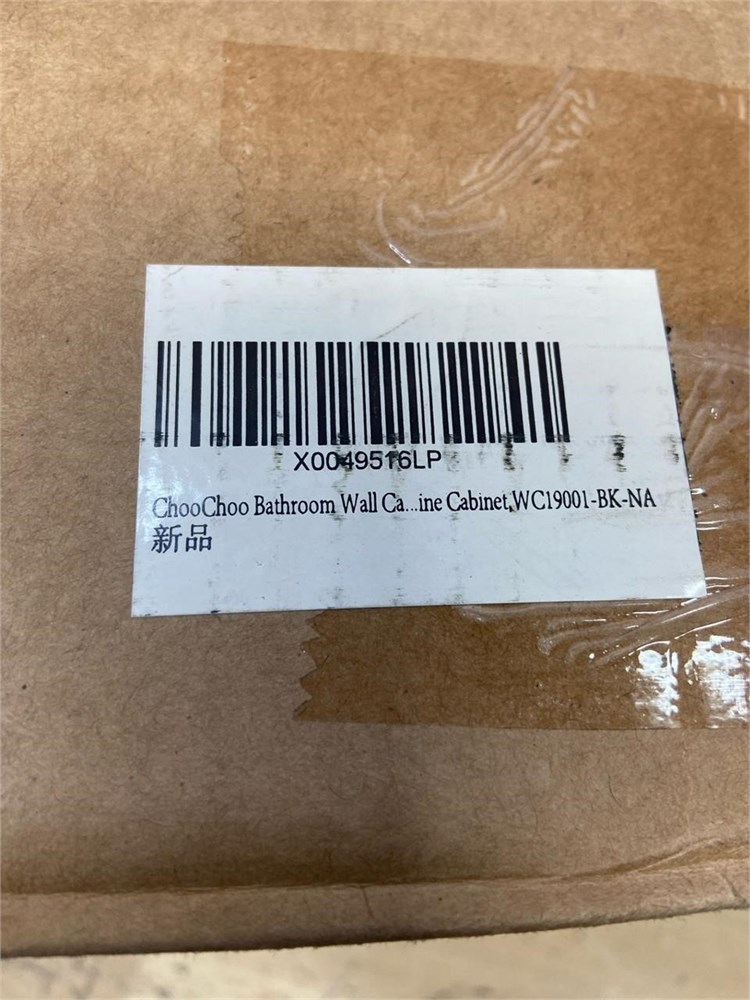 X0049516LP
ChooChoo Bathroom Wall Ca...ine Cabinet,WC19001-BK-NA
新品